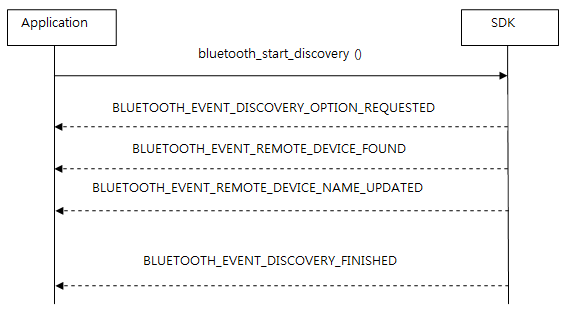 Application
SDK
bluetooth_start_discovery ()
BLUETOOTH_EVENT_DISCOVERY_OPTION_REQUESTED
BLUETOOTH_EVENT_REMOTE_DEVICE_FOUND
BLUETOOTH_EVENT_REMOTE_DEVICE_NAME_UPDATED
BLUETOOTH_EVENT_DISCOVERY_FINISHED